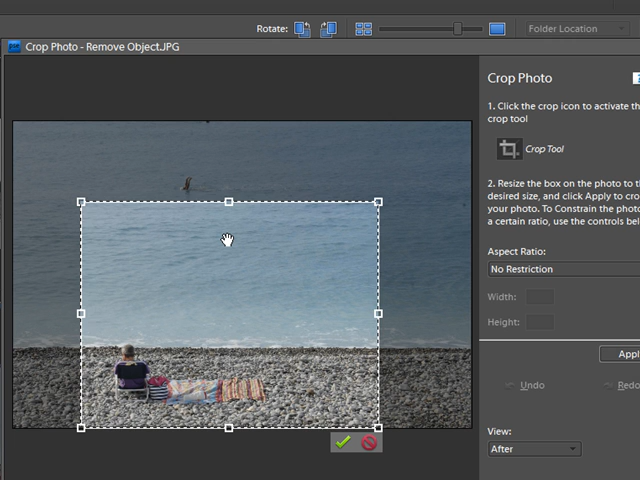 Rotate:
Folder Location
Crop Photo - Remove Object.JPG
Crop Photo
1. Click the crop icon to activate the
crop tool
Crop Tool
2. Resize the box on the photo to th
desired size, and click Apply to cro
your photo. To Constrain the photo
a certain ratio, use the controls bel
Aspect Ratio:
No Restriction
Width:
Height:
Apply
Undo
Redo
View:
After